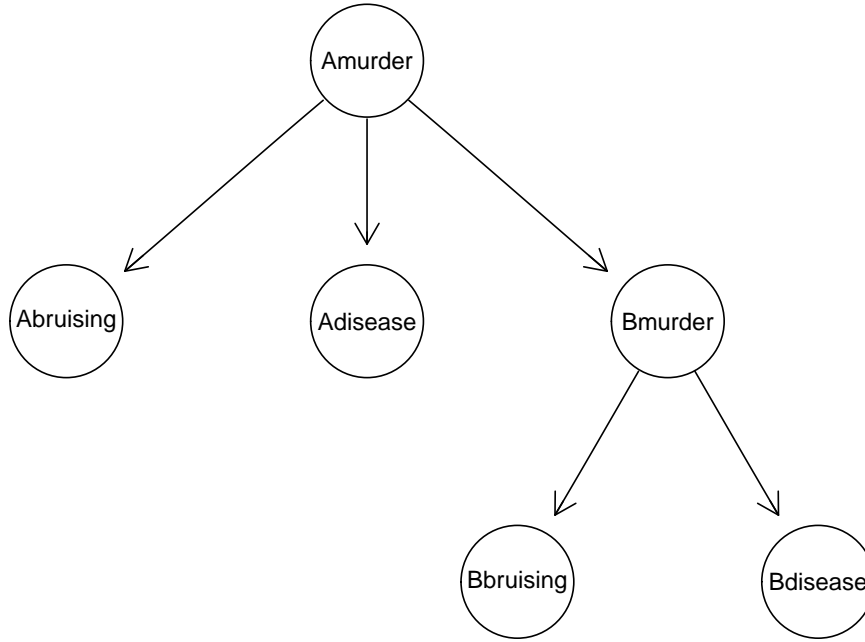 Amurder
Abruising
Adisease
Bmurder
Bbruising
Bdisease